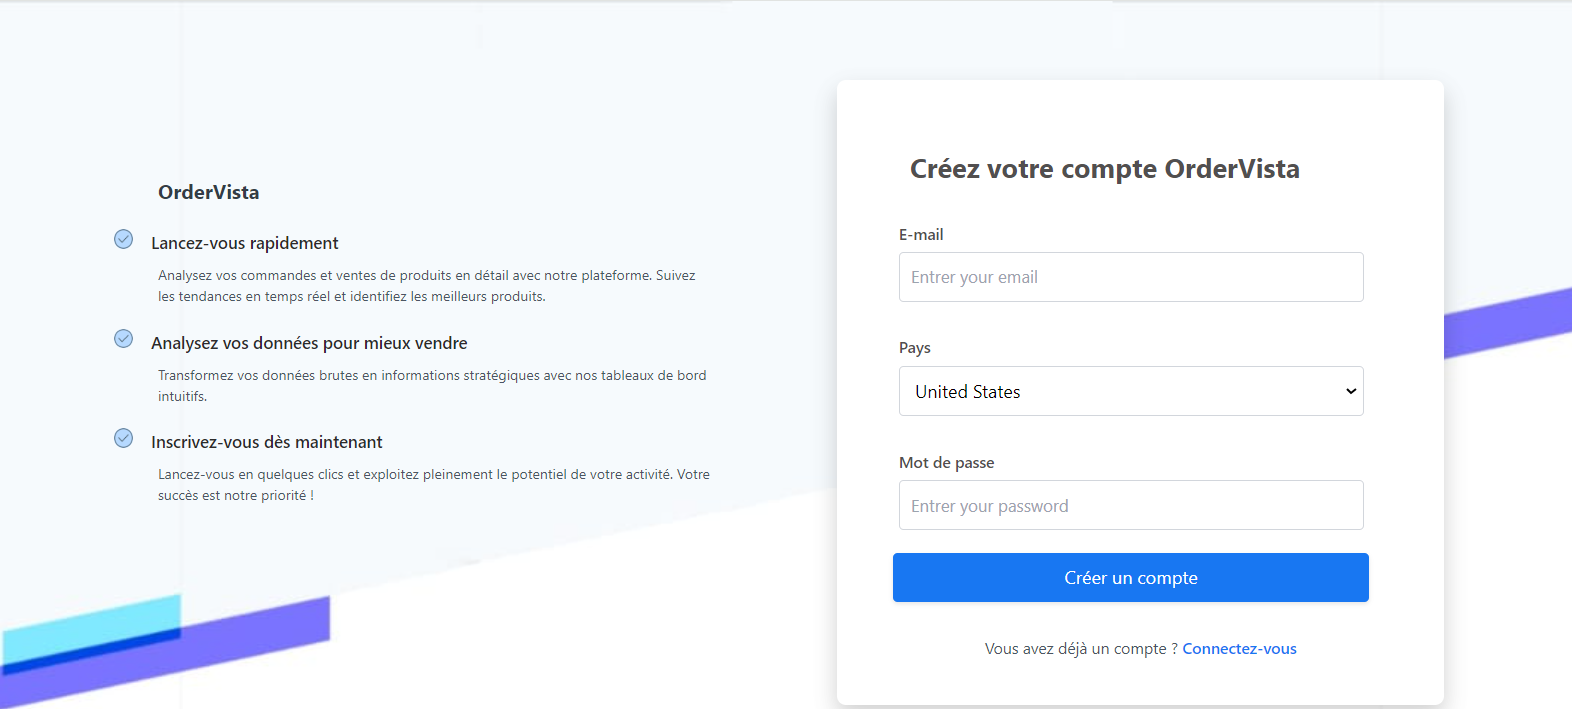 OrderVista
Lancez-vous rapidement
Analysez vos commandes et ventes de produits en détail avec notre plateforme. Suivez
les tendances en temps réel et identifiez les meilleurs produits.
Analysez vos données pour mieux vendre
Transformez vos données brutes en informations stratégiques avec nos tableaux de bord
intuitifs.
Inscrivez-vous dès maintenant
Lancez-vous en quelques clics et exploitez pleinement le potentiel de votre activité. Votre
succès est notre priorité !
Créez votre compte OrderVista
E-mail
Entrer your email
Pays
United States
Mot de passe
Entrer your password
Créer un compte
Vous avez déjà un compte ? Connectez-vous